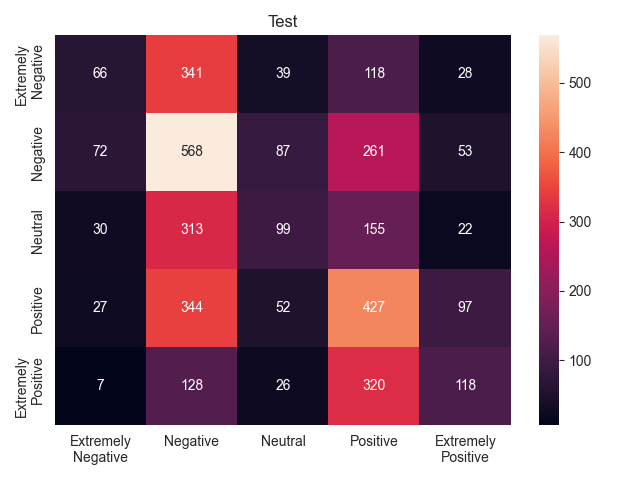 Test
Extremely
Negative
66 341 39 118 28
500
Negative
72 568 87 261 53
400
Neutral
30 313 99 155 22
300
Positive
27 344 52 427 97
200
Extremely
Positive
7 128 26 320 118
100
Extremely
Negative
Negative
Neutral
Positive
Extremely
Positive